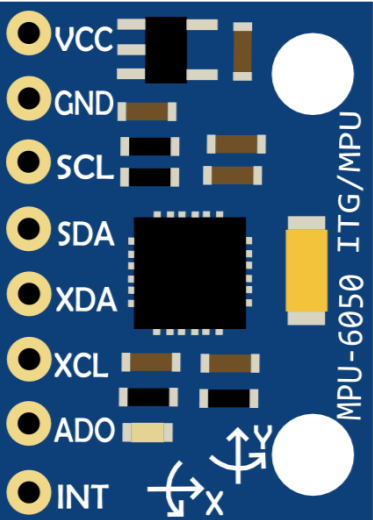 VCC
GND
SCL
SDA
XDA
XCL
ADO
INT
MPU-6050 ITG/MPU
Y
X